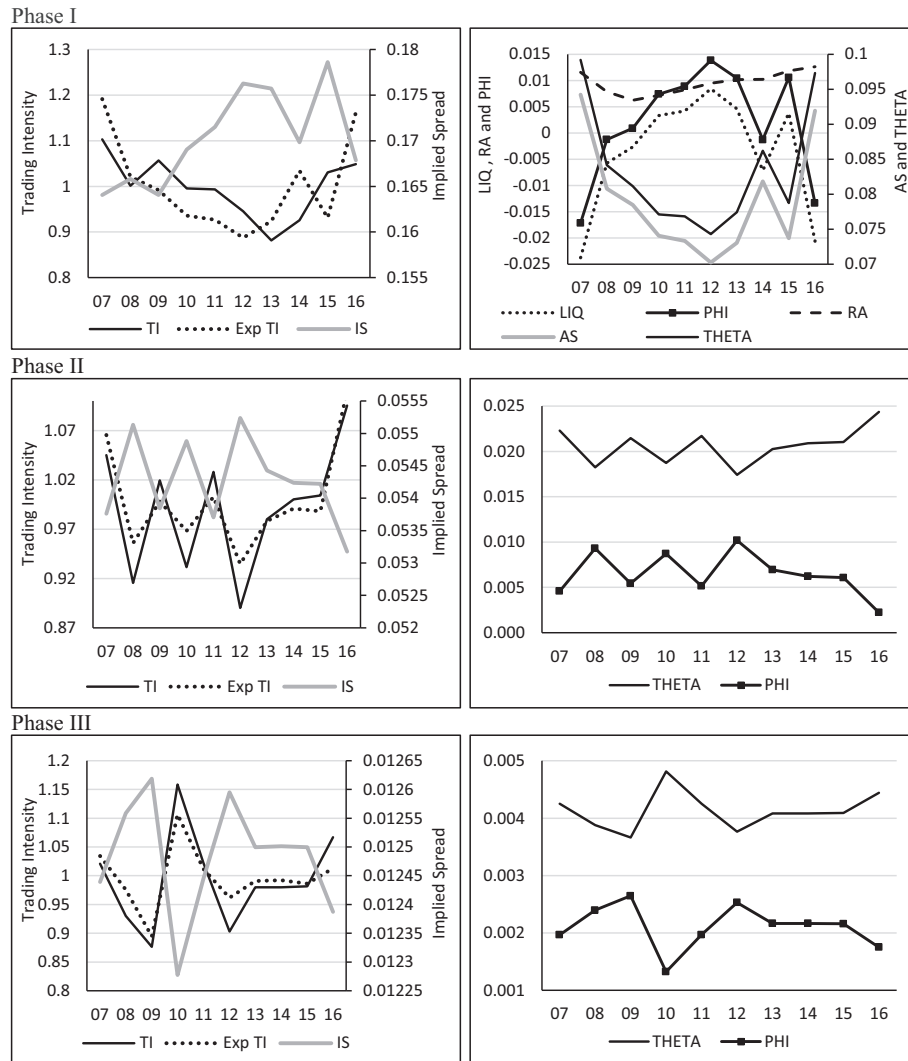 Phase I
1.3
1.2
1.1
1
0.9
0.8
Trading Intensity
0.18
0.175
0.17
0.165
0.16
0.155
Implied Spread
07 08 09 10 11 12 13 14 15 16
TI Exp TI IS
0.015
0.010
0.005
0
-0.005
-0.01
-0.015
-0.02
-0.025
LIQ , RA and PHI
0.1
0.095
0.09
0.085
0.08
0.075
0.07
AS and THETA
07 08 09 10 11 12 13 14 15 16
LIQ PHI RA
AS THETA
Phase II
1.07
1.02
0.97
0.92
0.87
Trading Intensity
0.0555
0.055
0.0545
0.054
0.0535
0.053
0.0525
0.052
Implied Spread
07 08 09 10 11 12 13 14 15 16
TI Exp TI IS
0.025
0.020
0.015
0.010
0.005
0.000
07 08 09 10 11 12 13 14 15 16
THETA PHI
Phase III
1.2
1.15
1.1
1.05
1
0.95
0.9
0.85
0.8
Trading Intensity
0.01265
0.0126
0.01255
0.0125
0.01245
0.0124
0.01235
0.0123
0.01225
Implied Spread
07 08 09 10 11 12 13 14 15 16
TI Exp TI IS
0.005
0.004
0.003
0.002
0.001
07 08 09 10 11 12 13 14 15 16
THETA PHI